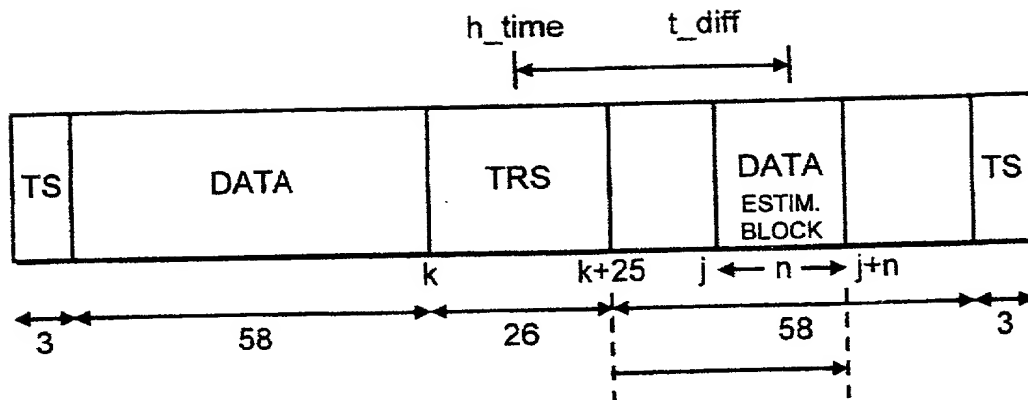 h_time t_diff
TS DATA TRS DATA TS
ESTIM.
BLOCK
k k+25 j n j+n
3 58 26 58 3